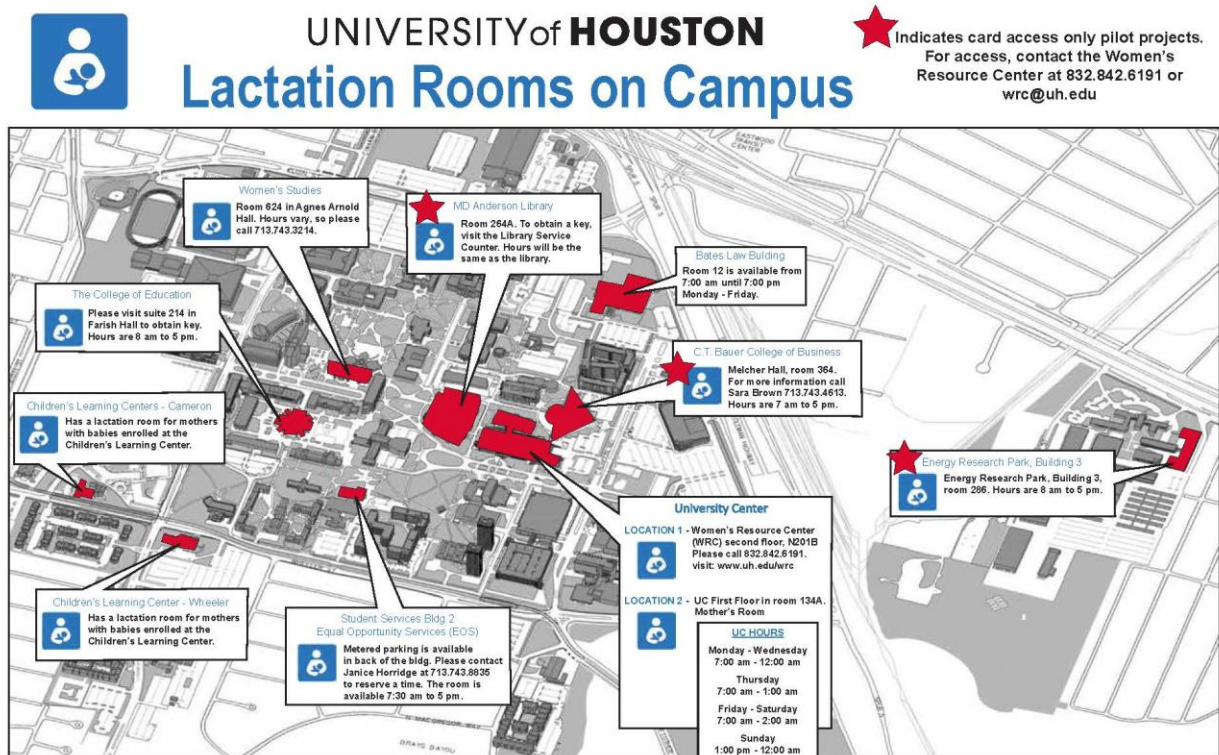 UNIVERSITY of HOUSTON
Lactation Rooms on Campus
Indicates card access only pilot projects.
For access, contact the Women's
Resource Center at 832.842.6191 or
wrc@uh.edu
EASTWOOD
TRANSIT
CENTER
SPUR 5
Women's Studies
Room 624 in Agnes Arnold
Hall. Hours vary, so please
call 713.743.3214.
MD Anderson Library
Room 264A. To obtain a key,
visit the Library Service
Counter. Hours will be the
same as the library.
Bates Law Bulding
Room 12 is available from
7:00 am until 7:00 pm
Monday - Friday.
The College of Education
Please visit suite 214 in
Farish Hall to obtain key.
Hours are 8 am to 5 pm.
C.T. Bauer College of Business
Melcher Hall, room 364.
For more information call
Sara Brown 713.743.4613.
Hours are 7 am to 5 pm.
Children's Learning Centers - Cameron
Has a lactation room for mothers
with babies enrolled at the
Children's Learning Center.
Energy Research Park, Building 3
Energy Research Park, Building 3,
room 286. Hours are 8 am to 5 pm.
University Center
LOCATION 1 - Women's Resource Center
(WRC) second floor, N201B
Please call 832.842.6191.
visit: www.uh.edu/wrc
LOCATION 2 - UC First Floor in room 134A.
Mother's Room
UC HOURS
Monday - Wednesday
7:00 am - 12:00 am
Thursday
7:00 am - 1:00 am
Friday - Saturday
7:00 am - 2:00 am
Sunday
1:00 pm - 12:00 am
Children's Learning Center - Wheeler
Has a lactation room for mothers
with babies enrolled at the
Children's Learning Center.
Student Services Bldg 2
Equal Opportunity Services (EOS)
Metered parking is available
in back of the bldg. Please contact
Janice Horridge at 713.743.8835
to reserve a time. The room is
available 7:30 am to 5 pm.
N MACGREGOR WAY
BRAYS BAYOU
SPUR 5